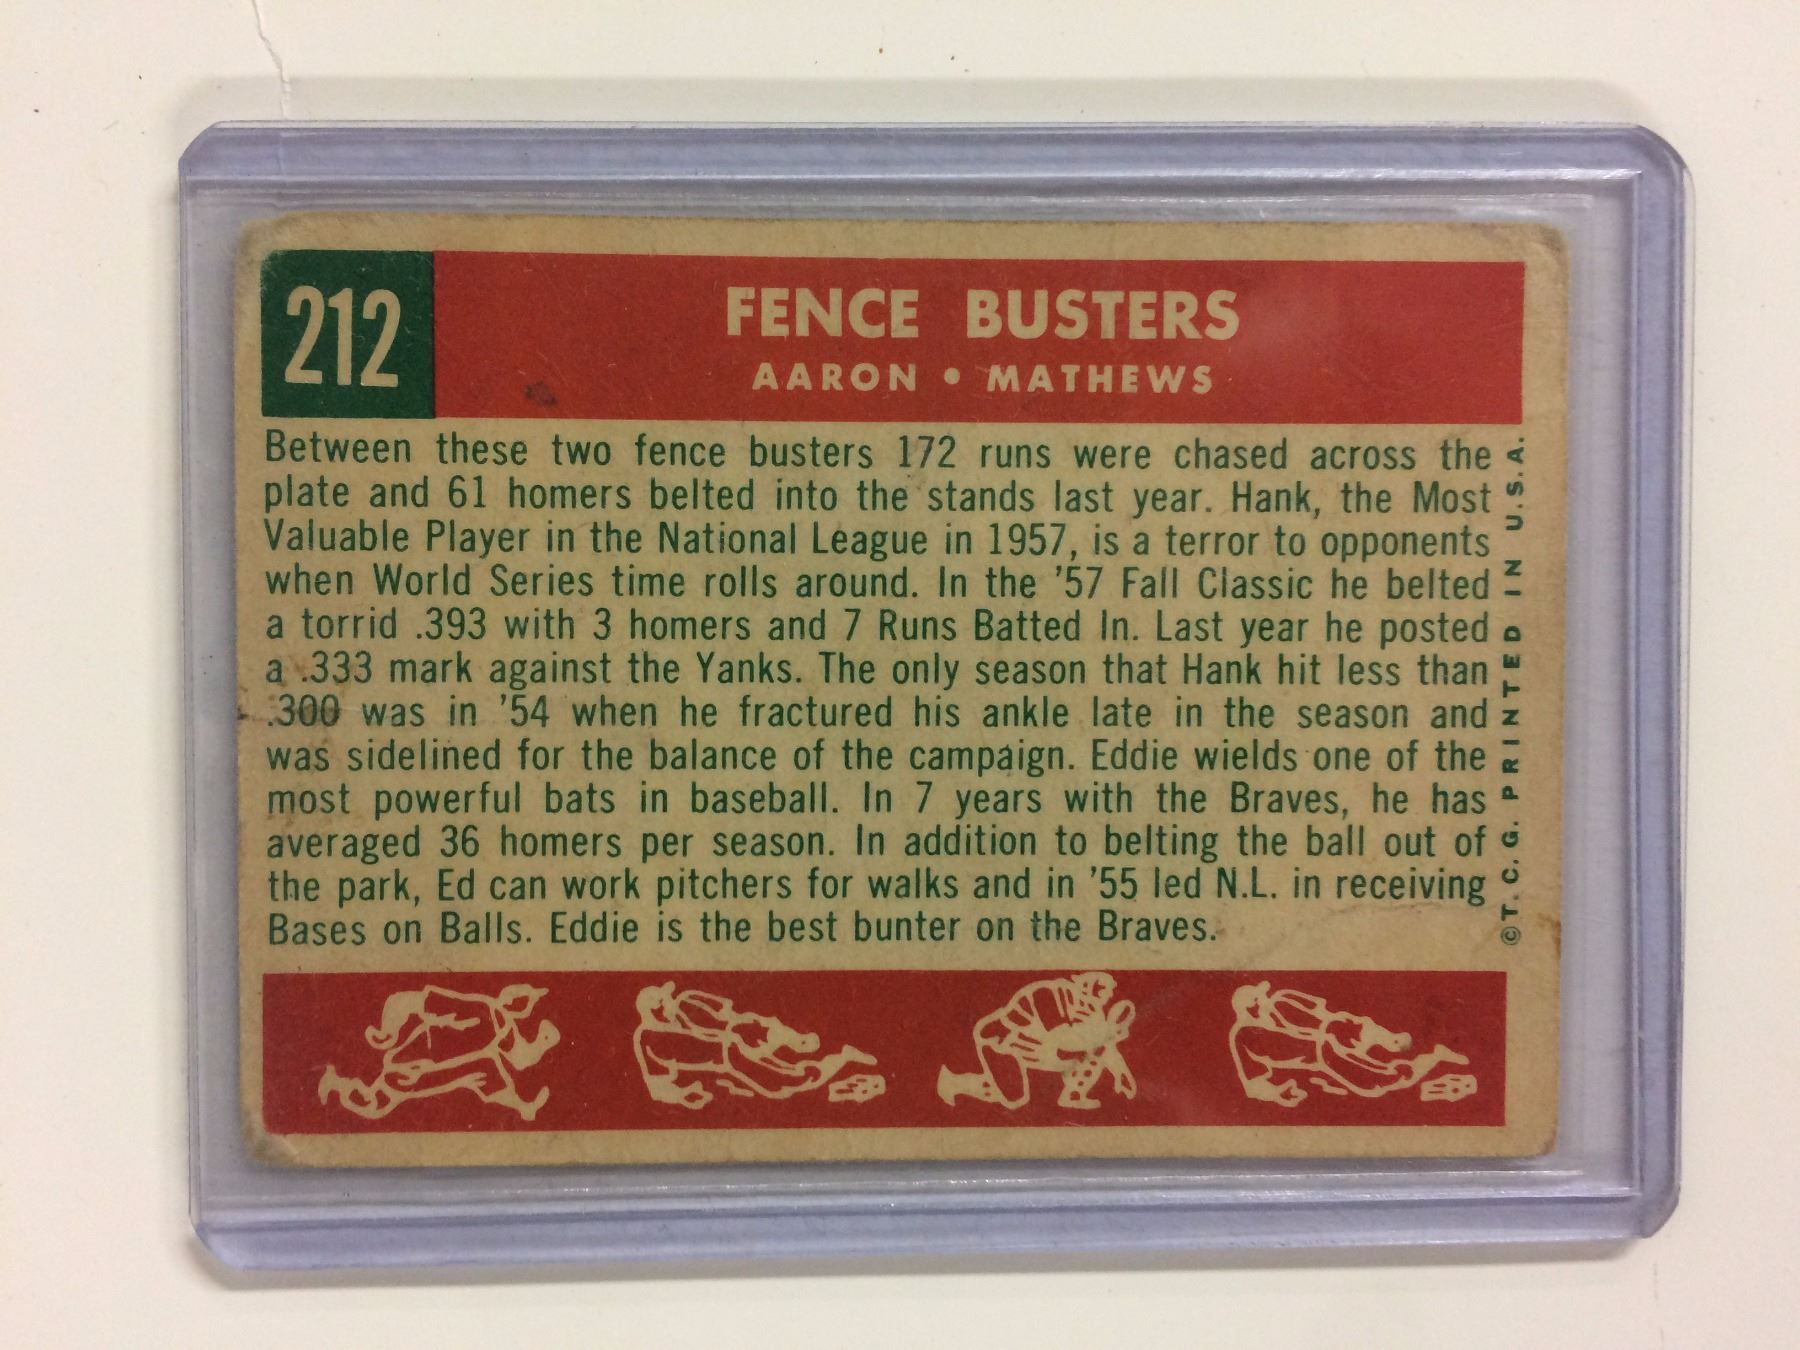 212
FENCE BUSTERS
AARON • MATHEWS
Between these two fence busters 172 runs were chased across the
plate and 61 homers belted into the stands last year. Hank, the Most
Valuable Player in the National League in 1957, is a terror to opponents
when World Series time rolls around. In the '57 Fall Classic he belted
a torrid .393 with 3 homers and 7 Runs Batted In. Last year he posted
a .333 mark against the Yanks. The only season that Hank hit less than
.300 was in '54 when he fractured his ankle late in the season and
was sidelined for the balance of the campaign. Eddie wields one of the
most powerful bats in baseball. In 7 years with the Braves, he has
averaged 36 homers per season. In addition to belting the ball out of
the park, Ed can work pitchers for walks and in '55 led N.L. in receiving
Bases on Balls. Eddie is the best bunter on the Braves.
©T.C.G. PRINTED IN U.S.A.